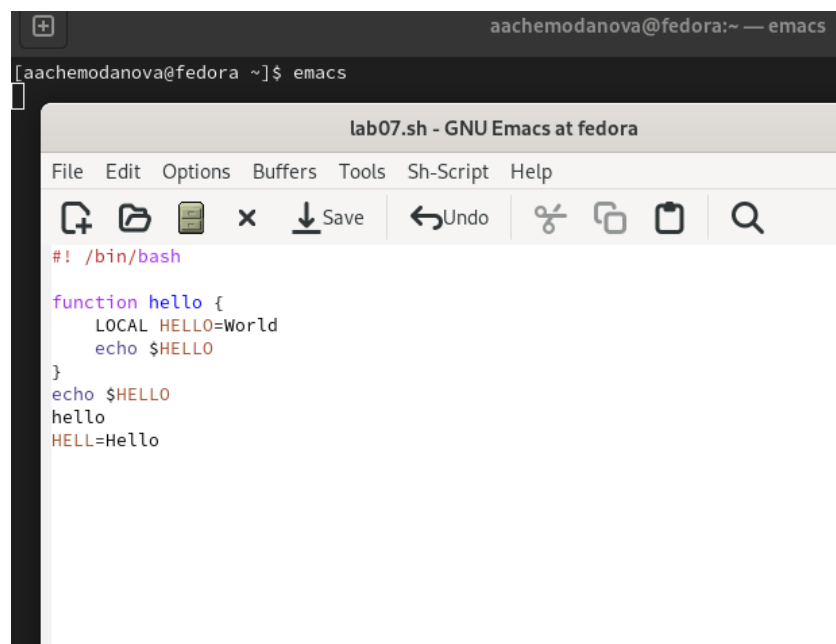 aachemodanova@fedora:~ — emacs
[aachemodanova@fedora ~]$ emacs
lab07.sh - GNU Emacs at fedora
File Edit Options Buffers Tools Sh-Script Help
Save Undo
#! /bin/bash
function hello {
    LOCAL HELLO=World
    echo $HELLO
}
echo $HELLO
hello
HELL=Hello